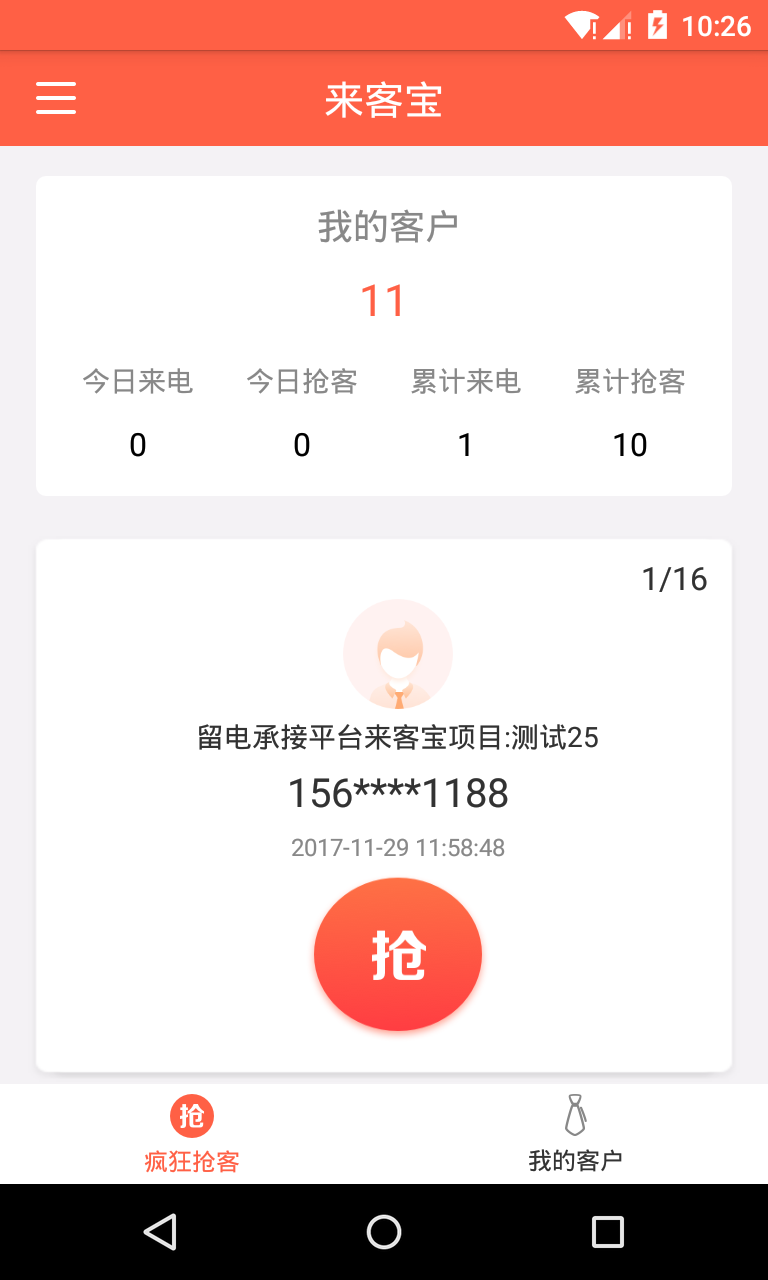 10:26
来客宝
我的客户
11
今日来电 今日抢客 累计来电 累计抢客
0 0 1 10
1/16
留电承接平台来客宝项目:测试25
156****1188
2017-11-29 11:58:48
抢
抢
疯狂抢客 我的客户